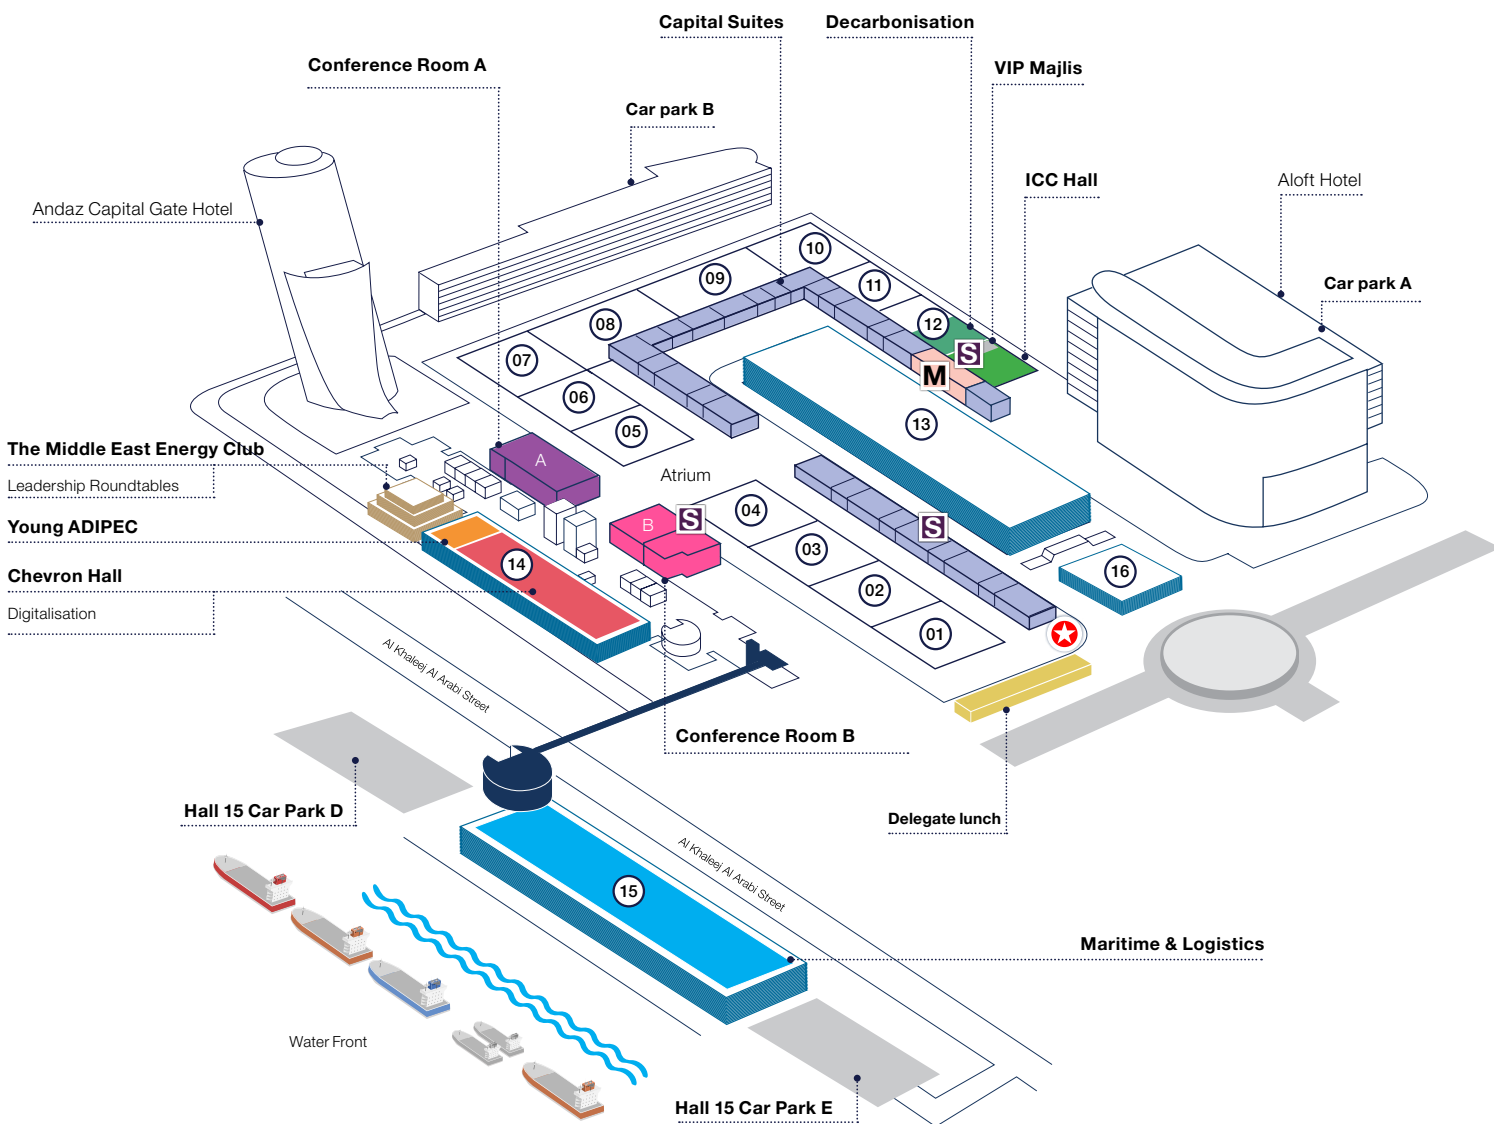 Capital Suites
Decarbonisation
Conference Room A
VIP Majlis
Car park B
ICC Hall
Aloft Hotel
Andaz Capital Gate Hotel
Car park A
10
11
09
12
08
S
07
M
06
13
05
The Middle East Energy Club
Leadership Roundtables
A
Atrium
04
S
B
S
Young ADIPEC
03
14
16
Chevron Hall
02
Digitalisation
01
Al Khaleej Al Arabi Street
Conference Room B
Hall 15 Car Park D
Delegate lunch
Al Khaleej Al Arabi Street
15
Maritime & Logistics
Water Front
Hall 15 Car Park E